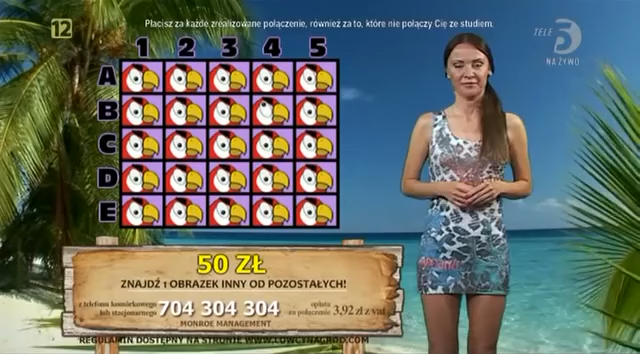 12
Płacisz za każde zrealizowane połączenie, również za to, które nie połączy Cię ze studiem.
TELE 5
NA ŻYWO
1 2 3 4 5
A
B
C
D
E
50 ZŁ
ZNAJDŹ 1 OBRAZEK INNY OD POZOSTAŁYCH!
z telefonu komórkowego
lub stacjonarnego
704 304 304
opłata
za połączenie
3,92 zł z vat
MONROE MANAGEMENT
REGULAMIN DOSTĘPNY NA STRONIE WWW.LOWCYNAGROD.COM